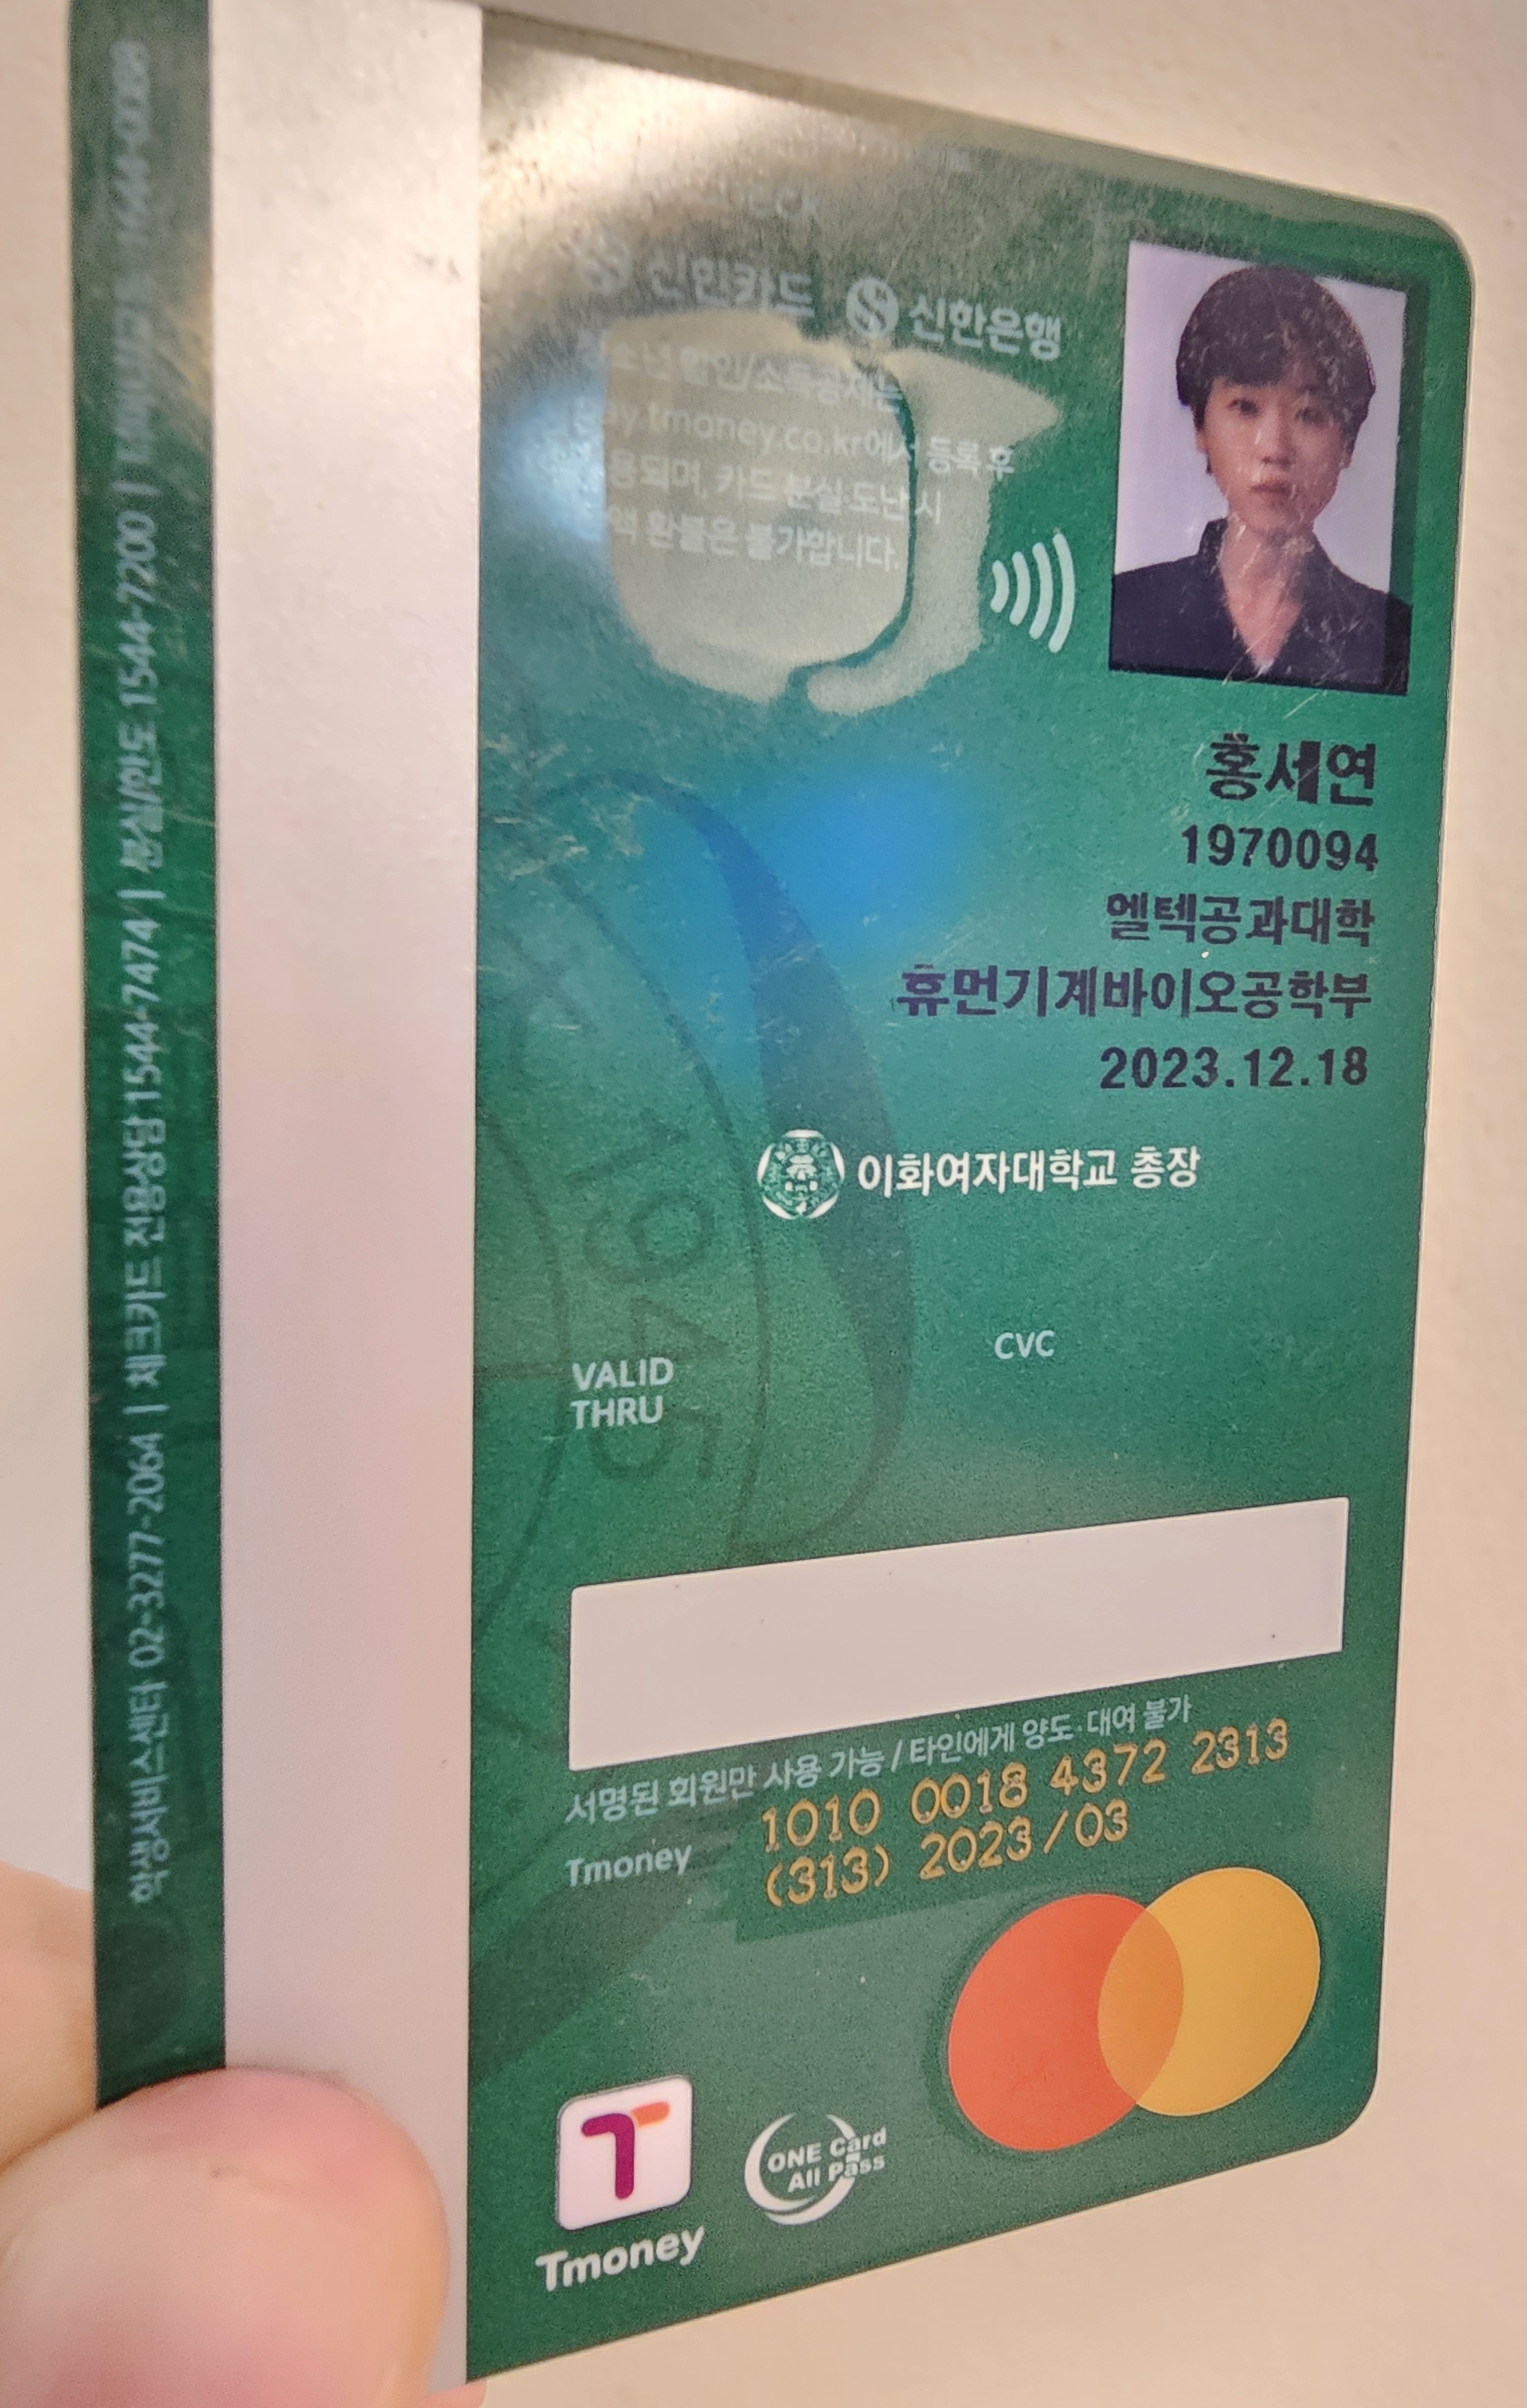 신한카드 신한은행
소년 할인/소득공제는
pay.tmoney.co.kr에서 등록 후
용되며, 카드 분실·도난 시
액 환불은 불가합니다.
홍세연
1970094
엘텍공과대학
휴먼기계바이오공학부
2023.12.18
이화여자대학교 총장
1945
CVC
VALID
THRU
서명된 회원만 사용 가능 / 타인에게 양도·대여 불가
1010 0018 4372 2313
Tmoney (313) 2023/03
T
Tmoney
ONE Card
All Pass
학생서비스센터 02-3277-2064 | 체크카드 전용상담 1544-7474 | 분실/한도 1544-7200 |